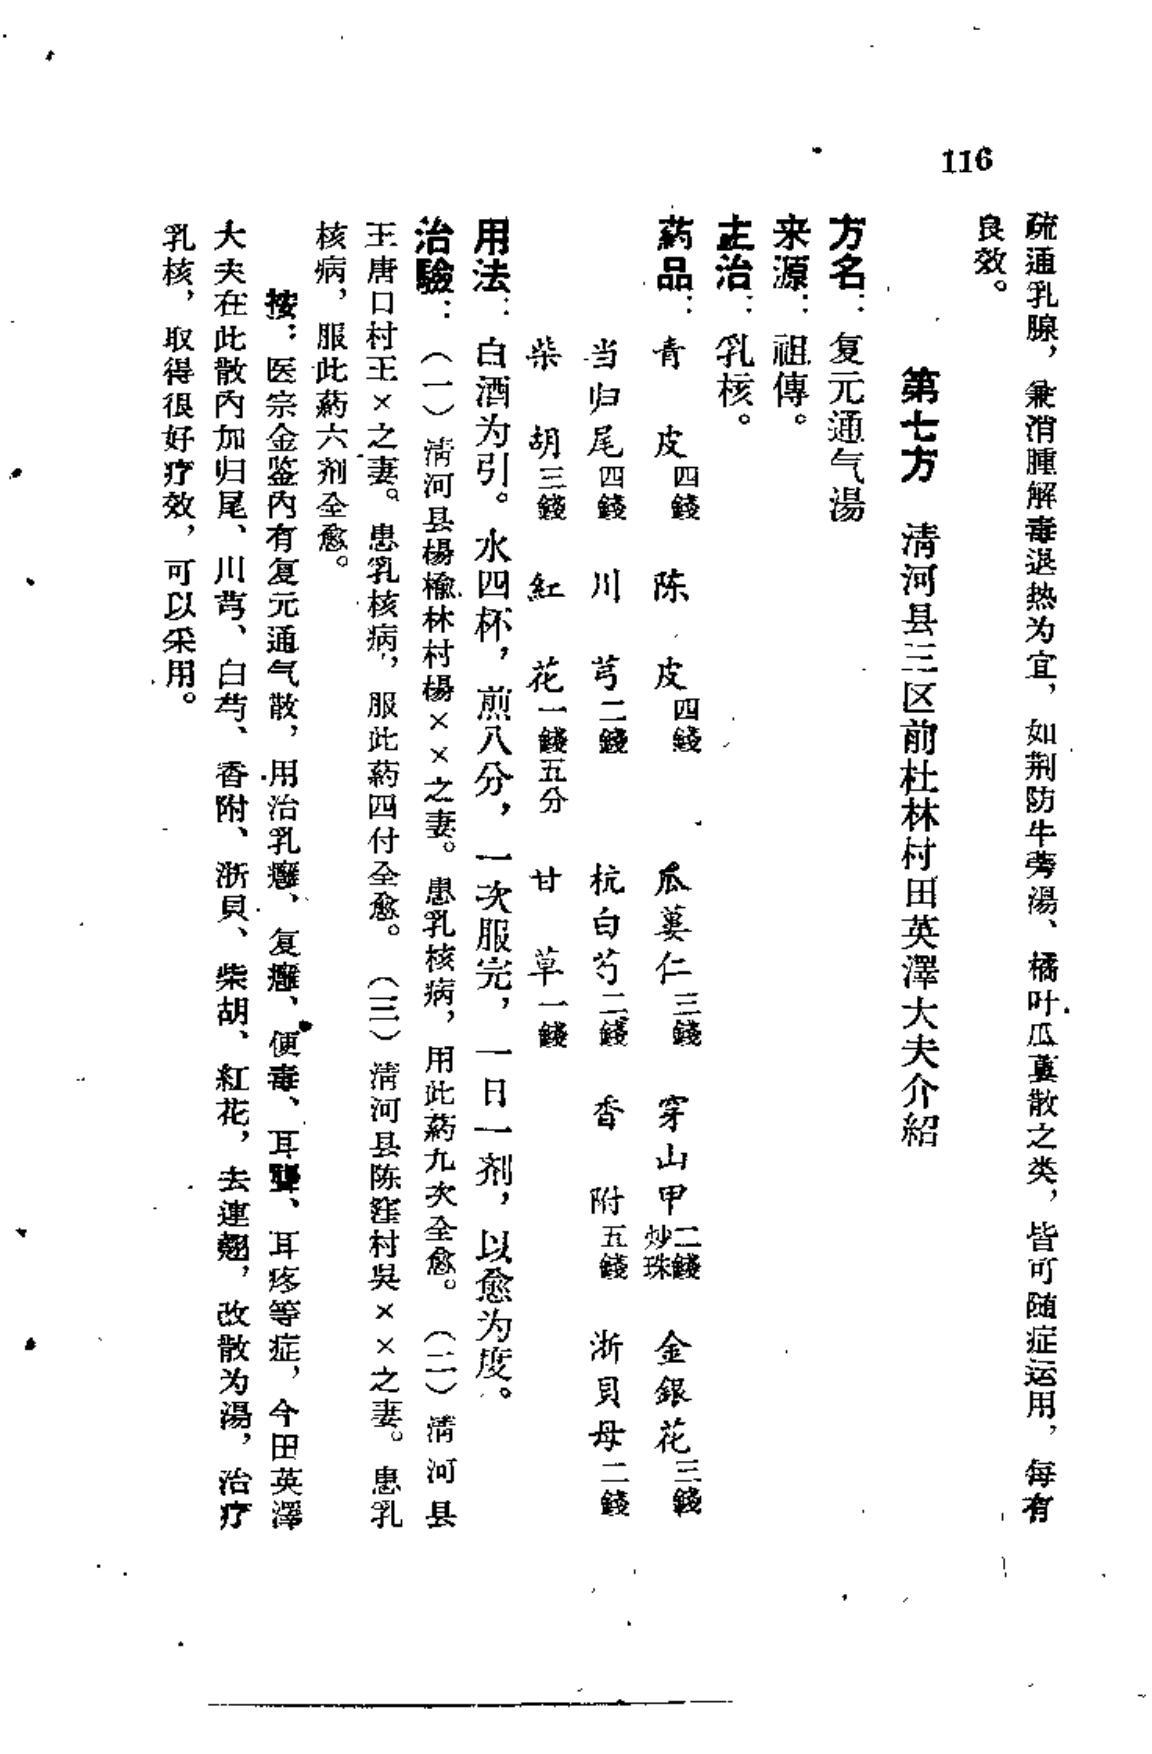 116
疏通乳腺，兼消腫解毒退热为宜，如荆防牛蒡湯、橘叶瓜蔞散之类，皆可随症运用，每有
良效。
第七方　清河县三区前杜林村田英澤大夫介紹
方名：复元通气湯
来源：祖傳。
主治：乳核。
葯品：青皮四錢　陈皮四錢　瓜蔞仁三錢　穿山甲二錢炒珠　金銀花三錢
当归尾四錢　川芎二錢　杭白芍二錢　香附五錢　浙貝母二錢
柴胡三錢　紅花一錢五分　甘草一錢
用法：白酒为引。水四杯，煎八分，一次服完，一日一剂，以愈为度。
治驗：（一）清河县楊榆林村楊××之妻。患乳核病，用此葯九次全愈。（二）清河县
王唐口村王×之妻。患乳核病，服此葯四付全愈。（三）清河县陈窪村吳××之妻。患乳
核病，服此葯六剂全愈。
按：医宗金鉴内有复元通气散，用治乳癰、复癰、便毒、耳聾、耳疼等症，今田英澤
大夫在此散内加归尾、川芎、白芍、香附、浙貝、柴胡、紅花，去連翘，改散为湯，治疗
乳核，取得很好疗效，可以采用。